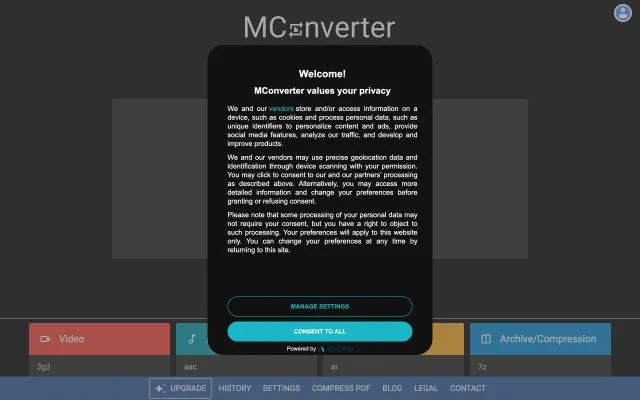 MConverter
Welcome!
MConverter values your privacy
We and our vendors store and/or access information on a
device, such as cookies and process personal data, such as
unique identifiers to personalize content and ads, provide
social media features, analyze our traffic, and develop and
improve products.
We and our vendors may use precise geolocation data and
identification through device scanning with your permission.
You may click to consent to our and our partners' processing
as described above. Alternatively, you may access more
detailed information and change your preferences before
granting or refusing consent.
Please note that some processing of your personal data may
not require your consent, but you have a right to object to
such processing. Your preferences will apply to this website
only. You can change your preferences at any time by
returning to this site.
MANAGE SETTINGS
CONSENT TO ALL
Powered by
Video
Archive/Compression
3g2
aac
ai
7z
UPGRADE HISTORY SETTINGS COMPRESS PDF BLOG LEGAL CONTACT